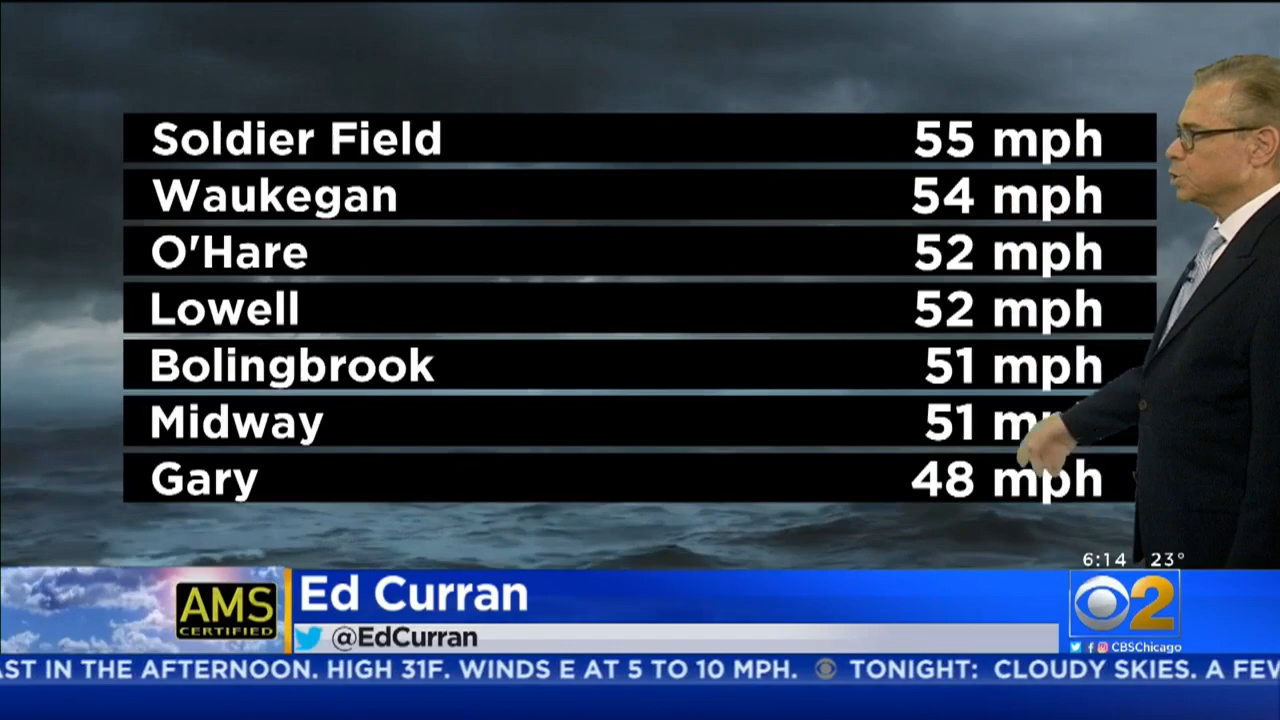 Soldier Field 55 mph
Waukegan 54 mph
O'Hare 52 mph
Lowell 52 mph
Bolingbrook 51 mph
Midway 51
Gary 48 mph
6:14 23°
AMS
CERTIFIED
Ed Curran
@EdCurran
2
CBSChicago
IN THE AFTERNOON. HIGH 31F. WINDS E AT 5 TO 10 MPH. TONIGHT: CLOUDY SKIES. A